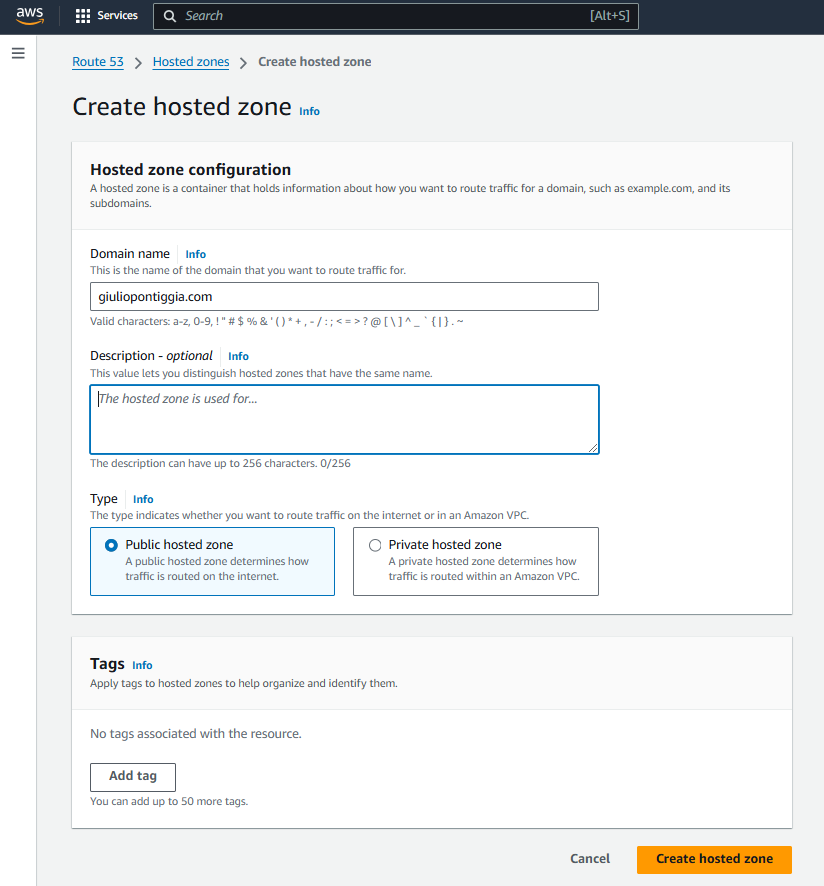 aws
Services
Search
[Alt+S]
Route 53 > Hosted zones > Create hosted zone
Create hosted zone Info
Hosted zone configuration
A hosted zone is a container that holds information about how you want to route traffic for a domain, such as example.com, and its
subdomains.
Domain name Info
This is the name of the domain that you want to route traffic for.
giuliopontiggia.com
Valid characters: a-z, 0-9, ! " # $ % & ' ( ) * + , - / : ; < = > ? @ [ \ ] ^ _ ` { | } . ~
Description - optional Info
This value lets you distinguish hosted zones that have the same name.
The hosted zone is used for...
The description can have up to 256 characters. 0/256
Type Info
The type indicates whether you want to route traffic on the internet or in an Amazon VPC.
Public hosted zone
A public hosted zone determines how
traffic is routed on the internet.
Private hosted zone
A private hosted zone determines how
traffic is routed within an Amazon VPC.
Tags Info
Apply tags to hosted zones to help organize and identify them.
No tags associated with the resource.
Add tag
You can add up to 50 more tags.
Cancel
Create hosted zone